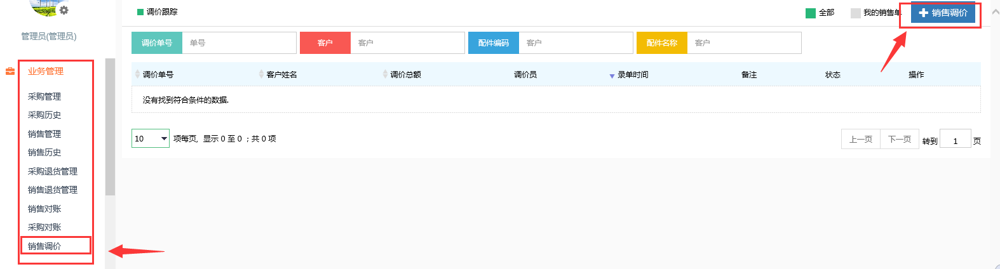 调价跟踪
全部 我的销售单 销售调价
管理员(管理员)
调价单号 单号 客户 客户 配件编码 客户 配件名称 客户
业务管理
采购管理
采购历史
销售管理
销售历史
采购退货管理
销售退货管理
销售对账
采购对账
销售调价
调价单号 客户姓名 调价总额 调价员 录单时间 备注 状态 操作
没有找到符合条件的数据.
10 项每页, 显示 0 至 0 ；共 0 项
上一页 下一页 转到 1 页